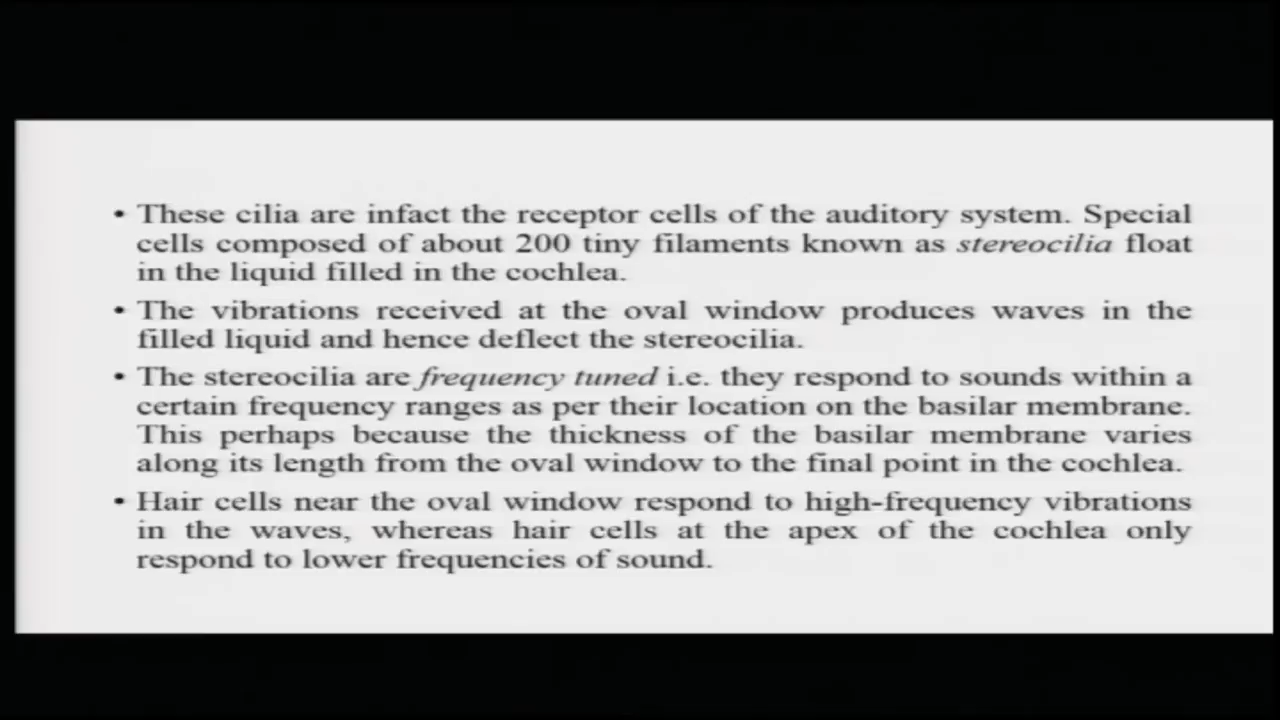 • These cilia are infact the receptor cells of the auditory system. Special
cells composed of about 200 tiny filaments known as stereocilia float
in the liquid filled in the cochlea.
• The vibrations received at the oval window produces waves in the
filled liquid and hence deflect the stereocilia.
• The stereocilia are frequency tuned i.e. they respond to sounds within a
certain frequency ranges as per their location on the basilar membrane.
This perhaps because the thickness of the basilar membrane varies
along its length from the oval window to the final point in the cochlea.
• Hair cells near the oval window respond to high-frequency vibrations
in the waves, whereas hair cells at the apex of the cochlea only
respond to lower frequencies of sound.